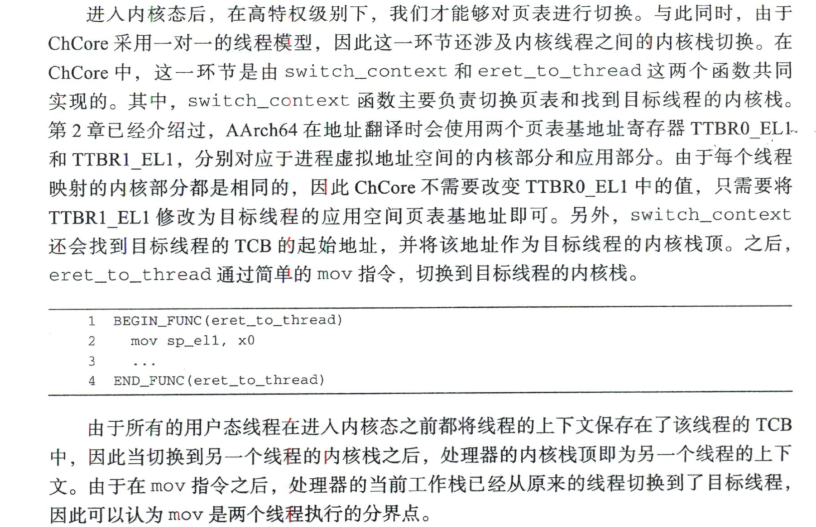 进入内核态后，在高特权级别下，我们才能够对页表进行切换。与此同时，由于
ChCore 采用一对一的线程模型，因此这一环节还涉及内核线程之间的内核栈切换。在
ChCore 中，这一环节是由 switch_context 和 eret_to_thread 这两个函数共同
实现的。其中，switch_context 函数主要负责切换页表和找到目标线程的内核栈。
第 2 章已经介绍过，AArch64 在地址翻译时会使用两个页表基地址寄存器 TTBR0_EL1
和 TTBR1_EL1，分别对应于进程虚拟地址空间的内核部分和应用部分。由于每个线程
映射的内核部分都是相同的，因此 ChCore 不需要改变 TTBR0_EL1 中的值，只需要将
TTBR1_EL1 修改为目标线程的应用空间页表基地址即可。另外，switch_context
还会找到目标线程的 TCB 的起始地址，并将该地址作为目标线程的内核栈顶。之后，
eret_to_thread 通过简单的 mov 指令，切换到目标线程的内核栈。
1 BEGIN_FUNC(eret_to_thread)
2 mov sp_el1, x0
3 ...
4 END_FUNC(eret_to_thread)
由于所有的用户态线程在进入内核态之前都将线程的上下文保存在了该线程的 TCB
中，因此当切换到另一个线程的内核栈之后，处理器的内核栈顶即为另一个线程的上下
文。由于在 mov 指令之后，处理器的当前工作栈已经从原来的线程切换到了目标线程，
因此可以认为 mov 是两个线程执行的分界点。